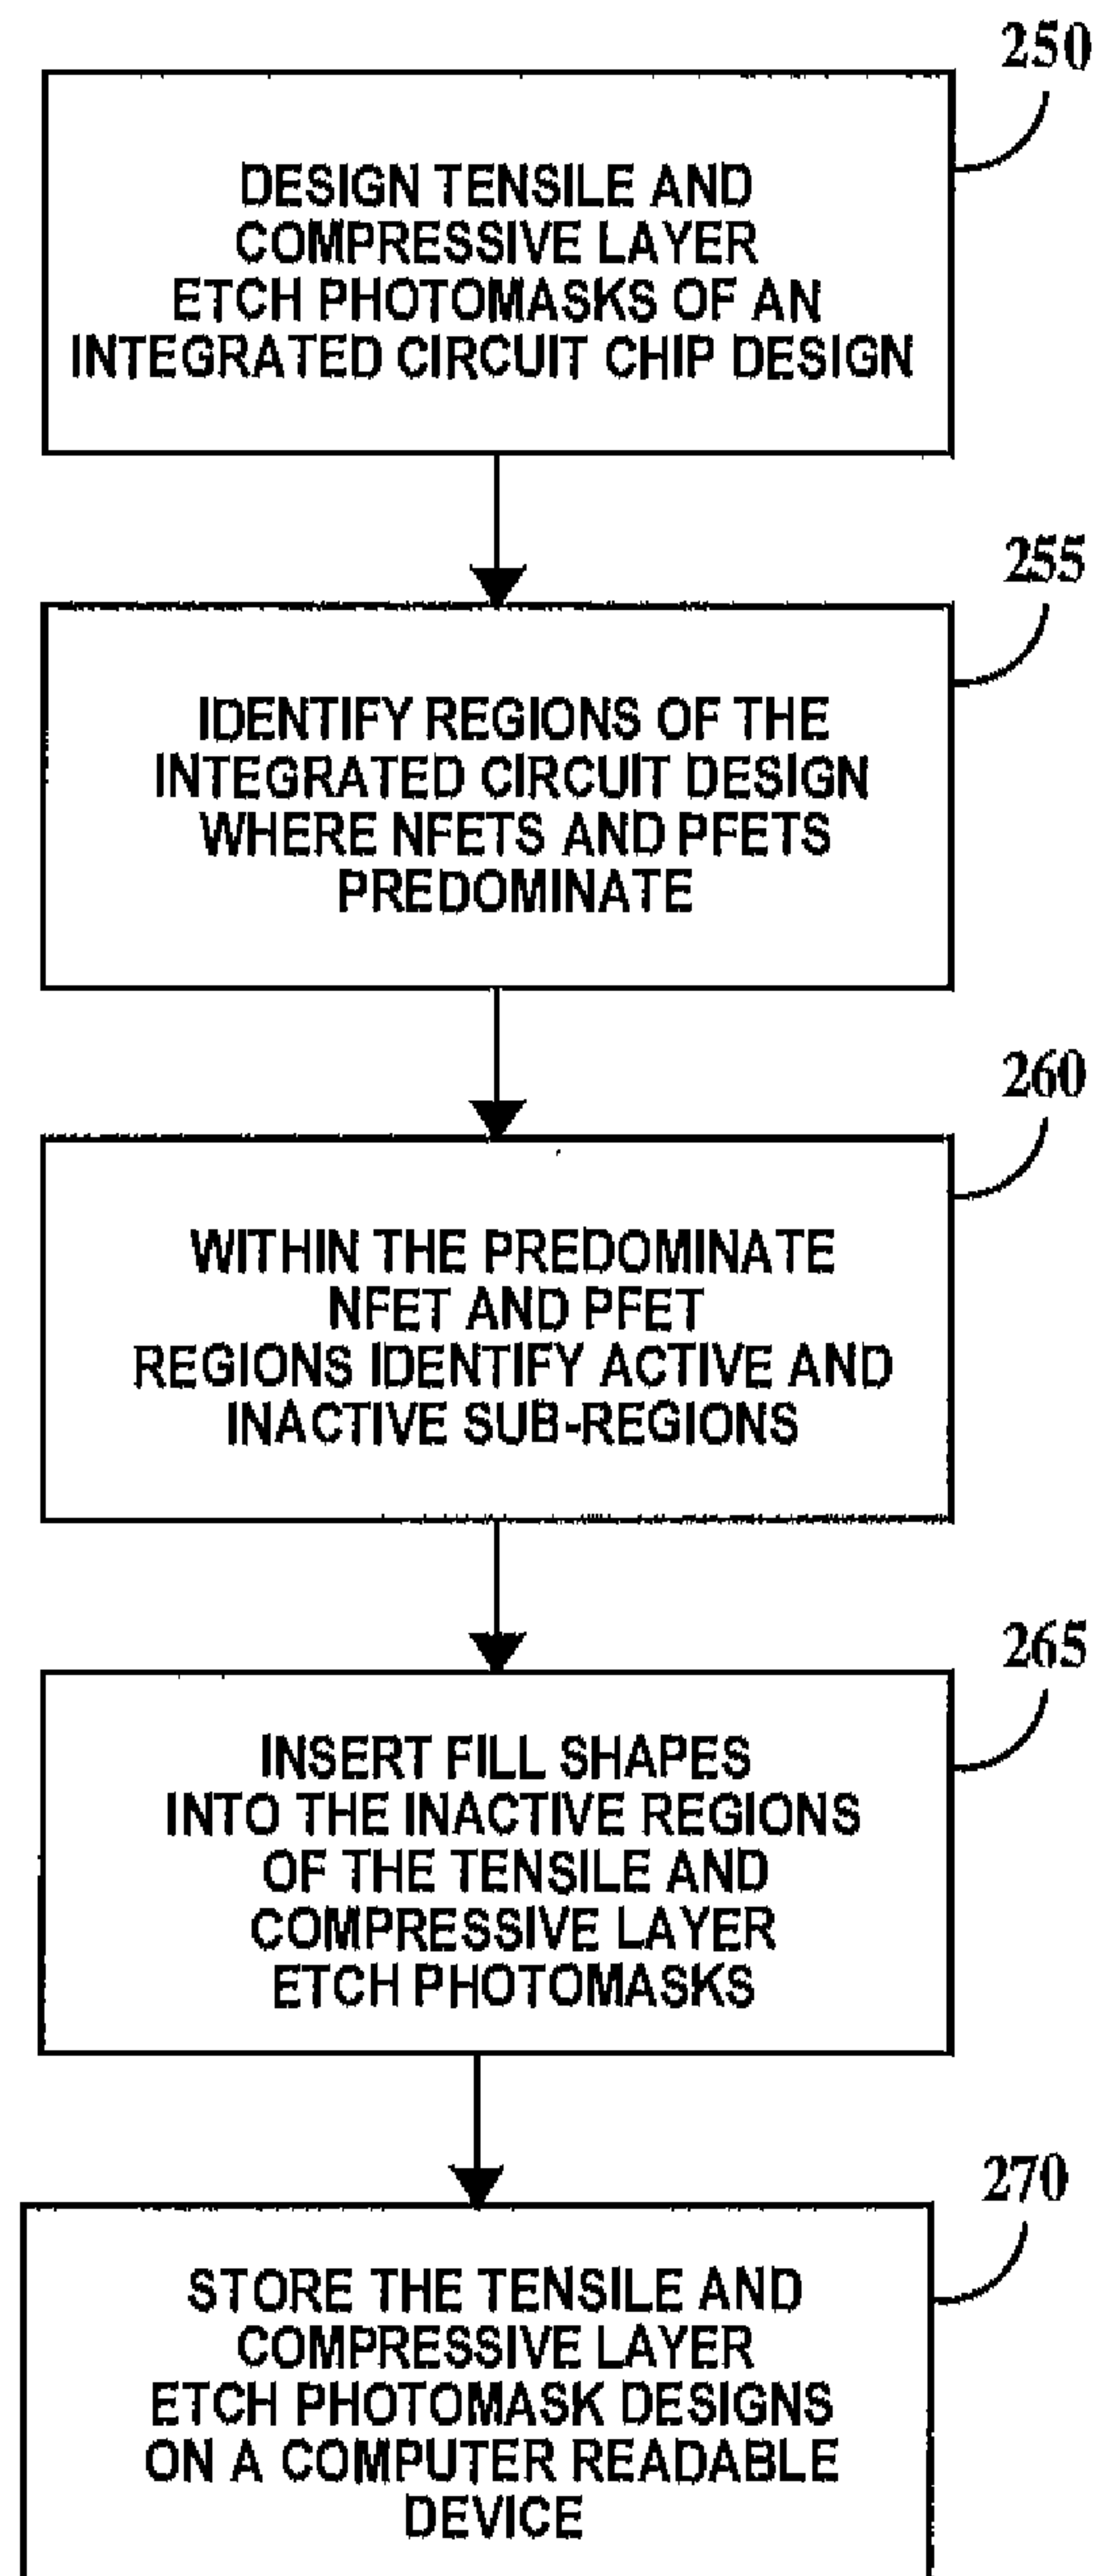 250
DESIGN TENSILE AND
COMPRESSIVE LAYER
ETCH PHOTOMASKS OF AN
INTEGRATED CIRCUIT CHIP DESIGN
255
IDENTIFY REGIONS OF THE
INTEGRATED CIRCUIT DESIGN
WHERE NFETS AND PFETS
PREDOMINATE
260
WITHIN THE PREDOMINATE
NFET AND PFET
REGIONS IDENTIFY ACTIVE AND
INACTIVE SUB-REGIONS
265
INSERT FILL SHAPES
INTO THE INACTIVE REGIONS
OF THE TENSILE AND
COMPRESSIVE LAYER
ETCH PHOTOMASKS
270
STORE THE TENSILE AND
COMPRESSIVE LAYER
ETCH PHOTOMASK DESIGNS
ON A COMPUTER READABLE
DEVICE